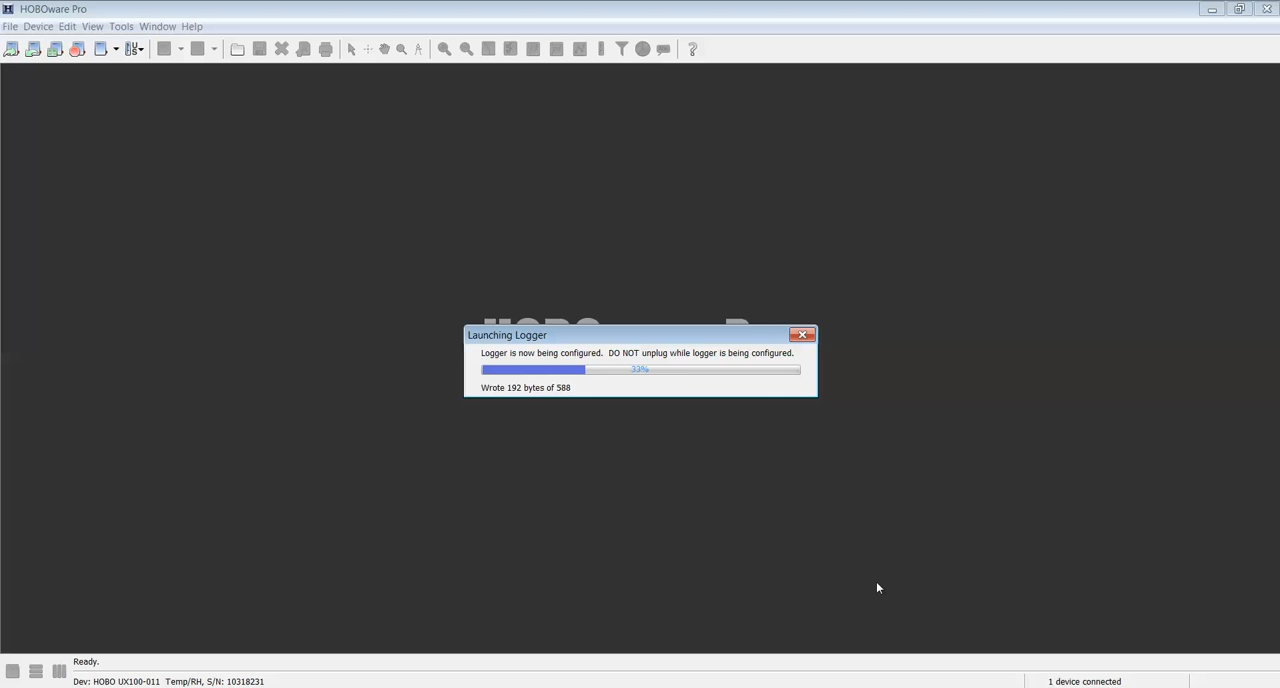 HOBOware Pro
File Device Edit View Tools Window Help
Launching Logger
Logger is now being configured. DO NOT unplug while logger is being configured.
33%
Wrote 192 bytes of 588
Ready.
Dev: HOBO UX100-011 Temp/RH, S/N: 10318231
1 device connected